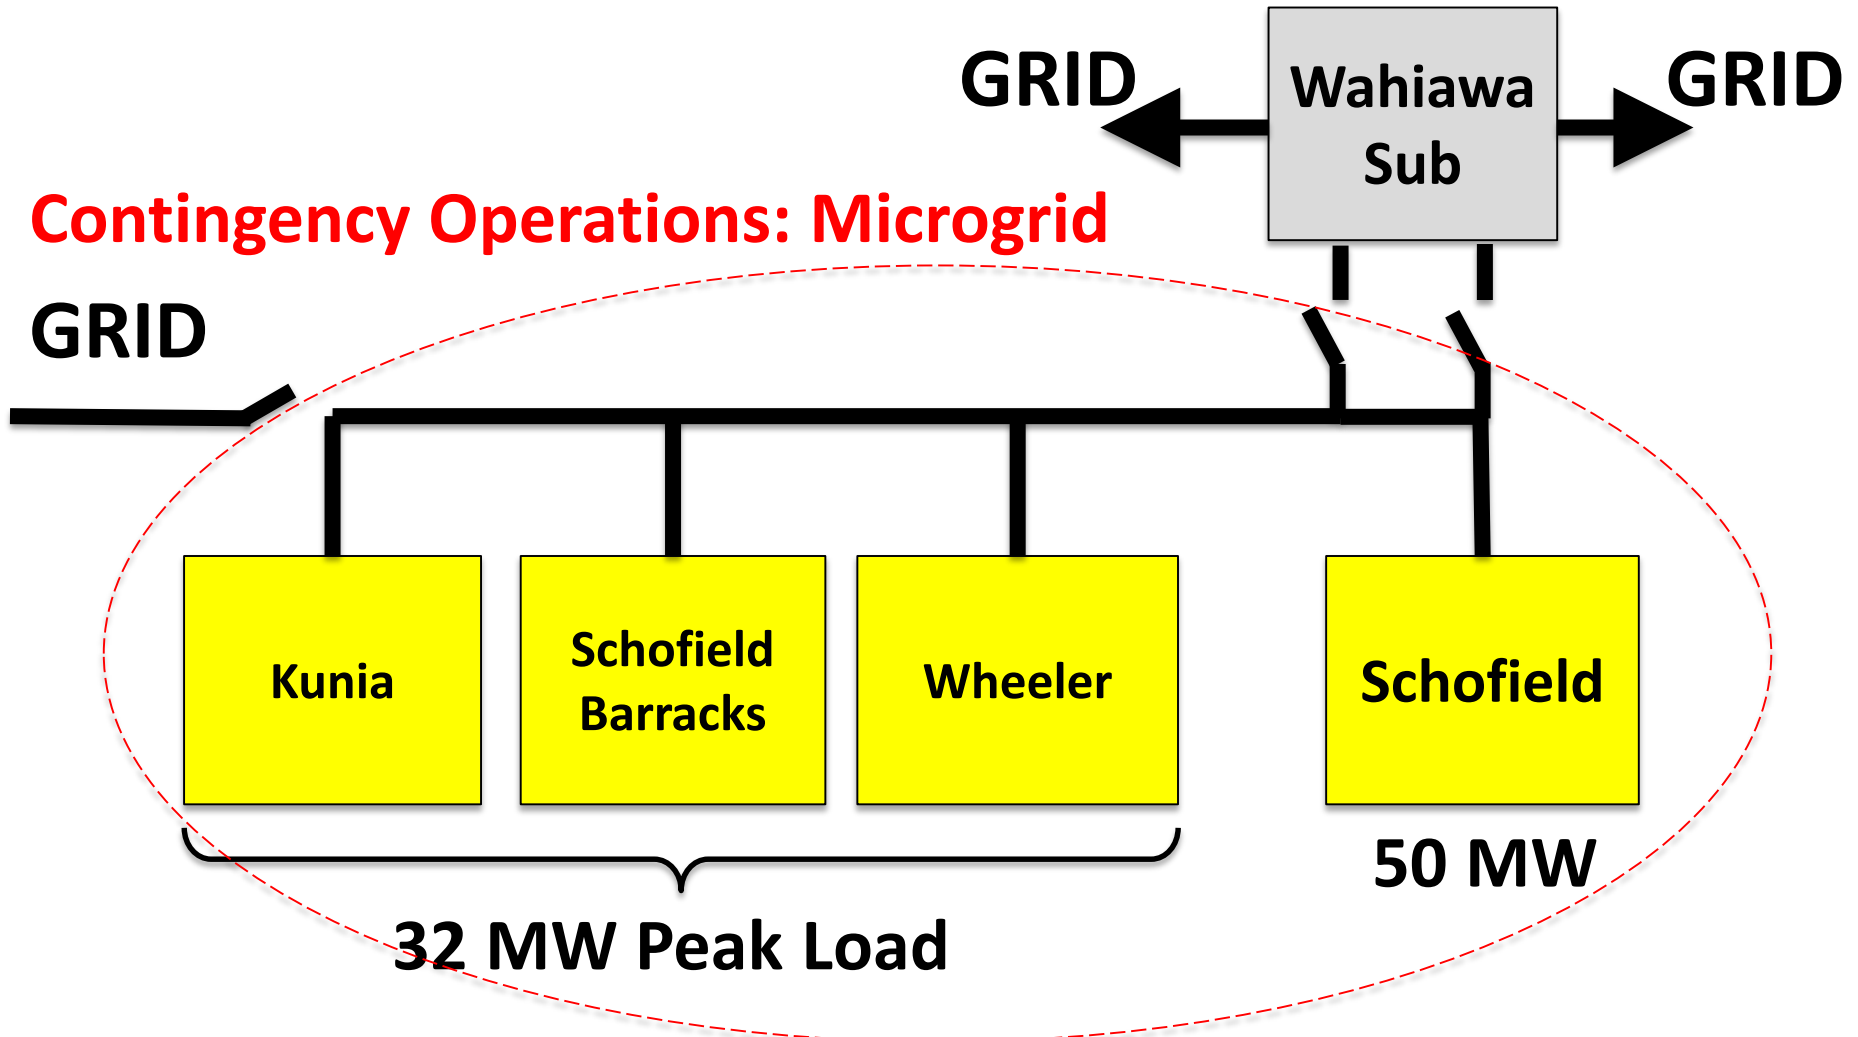 GRID
Wahiawa
Sub
GRID
Contingency Operations: Microgrid
GRID
Kunia
Schofield
Barracks
Wheeler
Schofield
50 MW
32 MW Peak Load